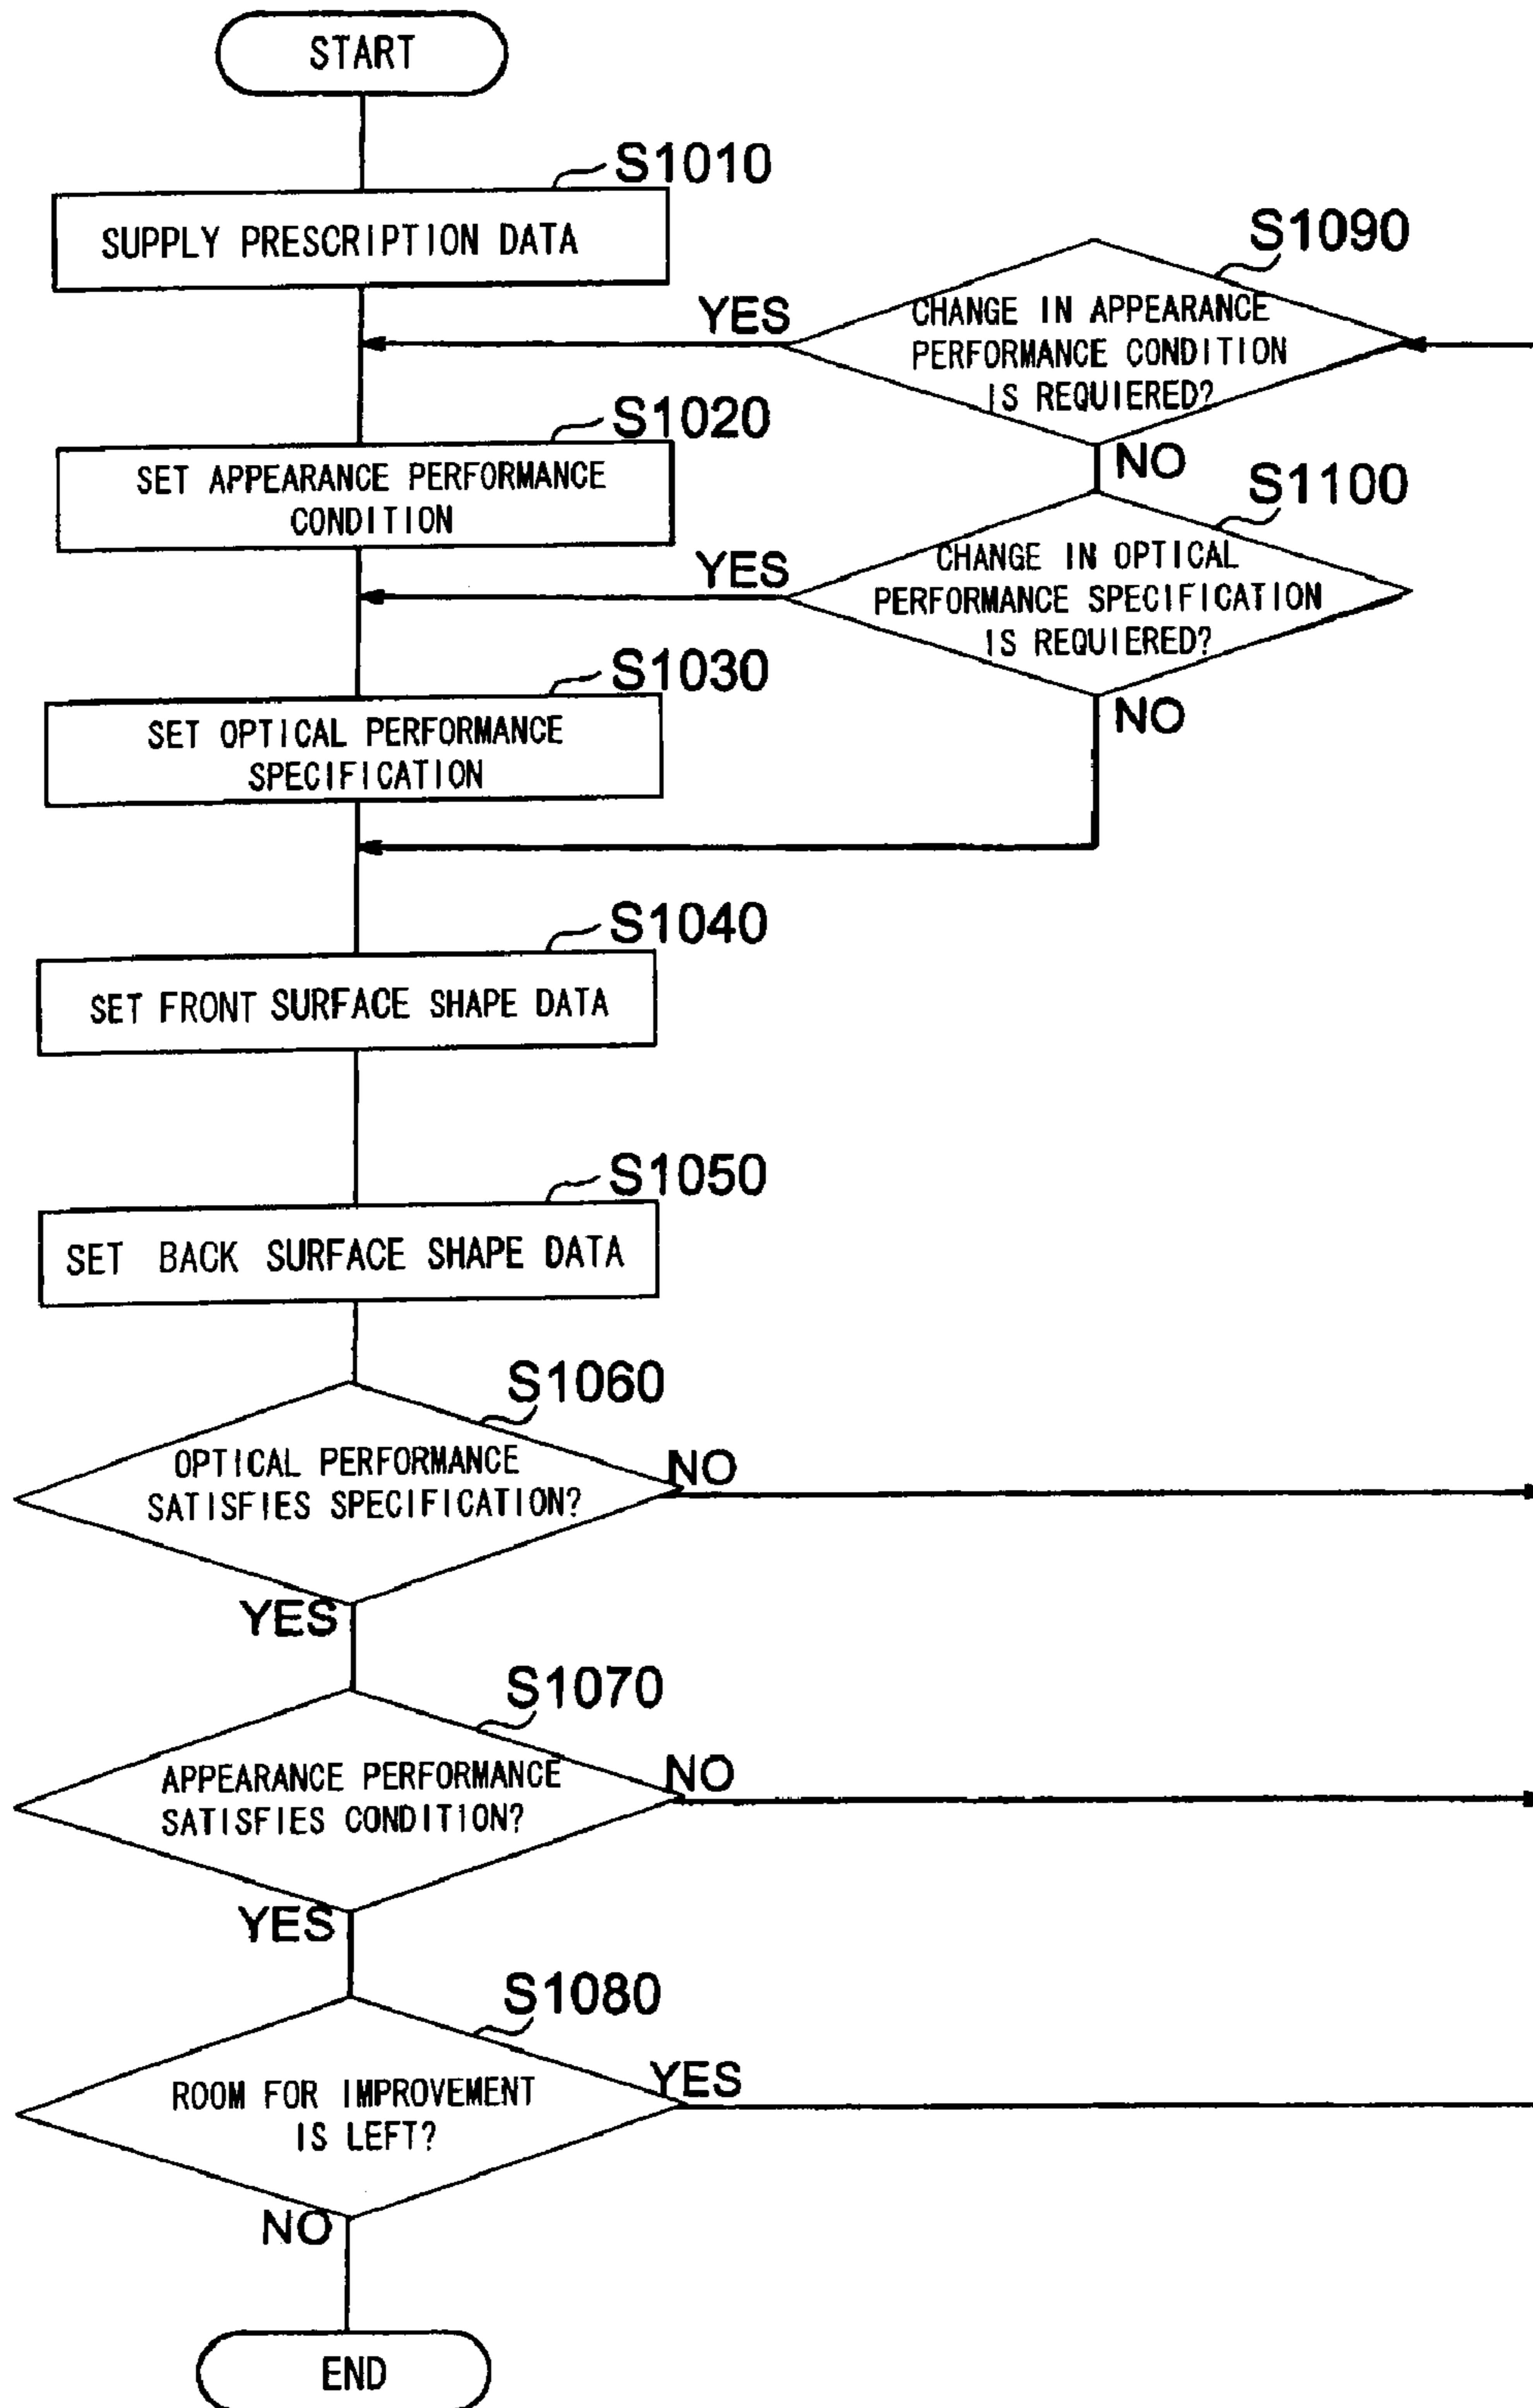 START
S1010
SUPPLY PRESCRIPTION DATA
S1090
YES
CHANGE IN APPEARANCE
PERFORMANCE CONDITION
IS REQUIERED?
S1020
NO
SET APPEARANCE PERFORMANCE
CONDITION
S1100
YES
CHANGE IN OPTICAL
PERFORMANCE SPECIFICATION
IS REQUIERED?
S1030
NO
SET OPTICAL PERFORMANCE
SPECIFICATION
S1040
SET FRONT SURFACE SHAPE DATA
S1050
SET BACK SURFACE SHAPE DATA
S1060
OPTICAL PERFORMANCE
SATISFIES SPECIFICATION?
NO
YES
S1070
APPEARANCE PERFORMANCE
SATISFIES CONDITION?
NO
YES
S1080
ROOM FOR IMPROVEMENT
IS LEFT?
YES
NO
END